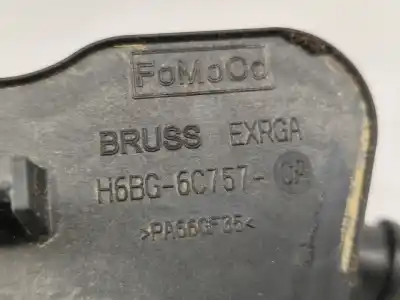 FoMoCo
BRUSS EXRGA
H6BG-6C757-
>PA66GF35<